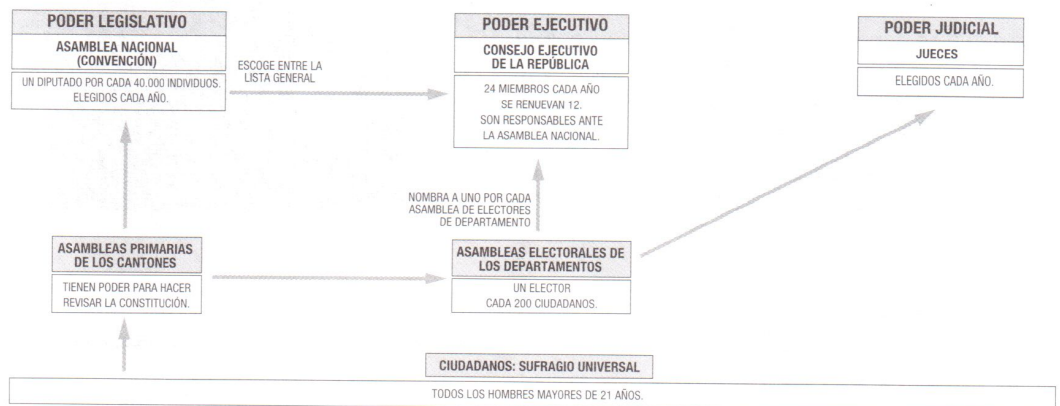 PODER LEGISLATIVO
ASAMBLEA NACIONAL
(CONVENCIÓN)
UN DIPUTADO POR CADA 40.000 INDIVIDUOS.
ELEGIDOS CADA AÑO.
ESCOGE ENTRE LA
LISTA GENERAL
PODER EJECUTIVO
CONSEJO EJECUTIVO
DE LA REPÚBLICA
24 MIEMBROS CADA AÑO
SE RENUEVAN 12.
SON RESPONSABLES ANTE
LA ASAMBLEA NACIONAL.
PODER JUDICIAL
JUECES
ELEGIDOS CADA AÑO.
NOMBRA A UNO POR CADA
ASAMBLEA DE ELECTORES
DE DEPARTAMENTO
ASAMBLEAS PRIMARIAS
DE LOS CANTONES
TIENEN PODER PARA HACER
REVISAR LA CONSTITUCIÓN.
ASAMBLEAS ELECTORALES DE
LOS DEPARTAMENTOS
UN ELECTOR
CADA 200 CIUDADANOS.
CIUDADANOS: SUFRAGIO UNIVERSAL
TODOS LOS HOMBRES MAYORES DE 21 AÑOS.